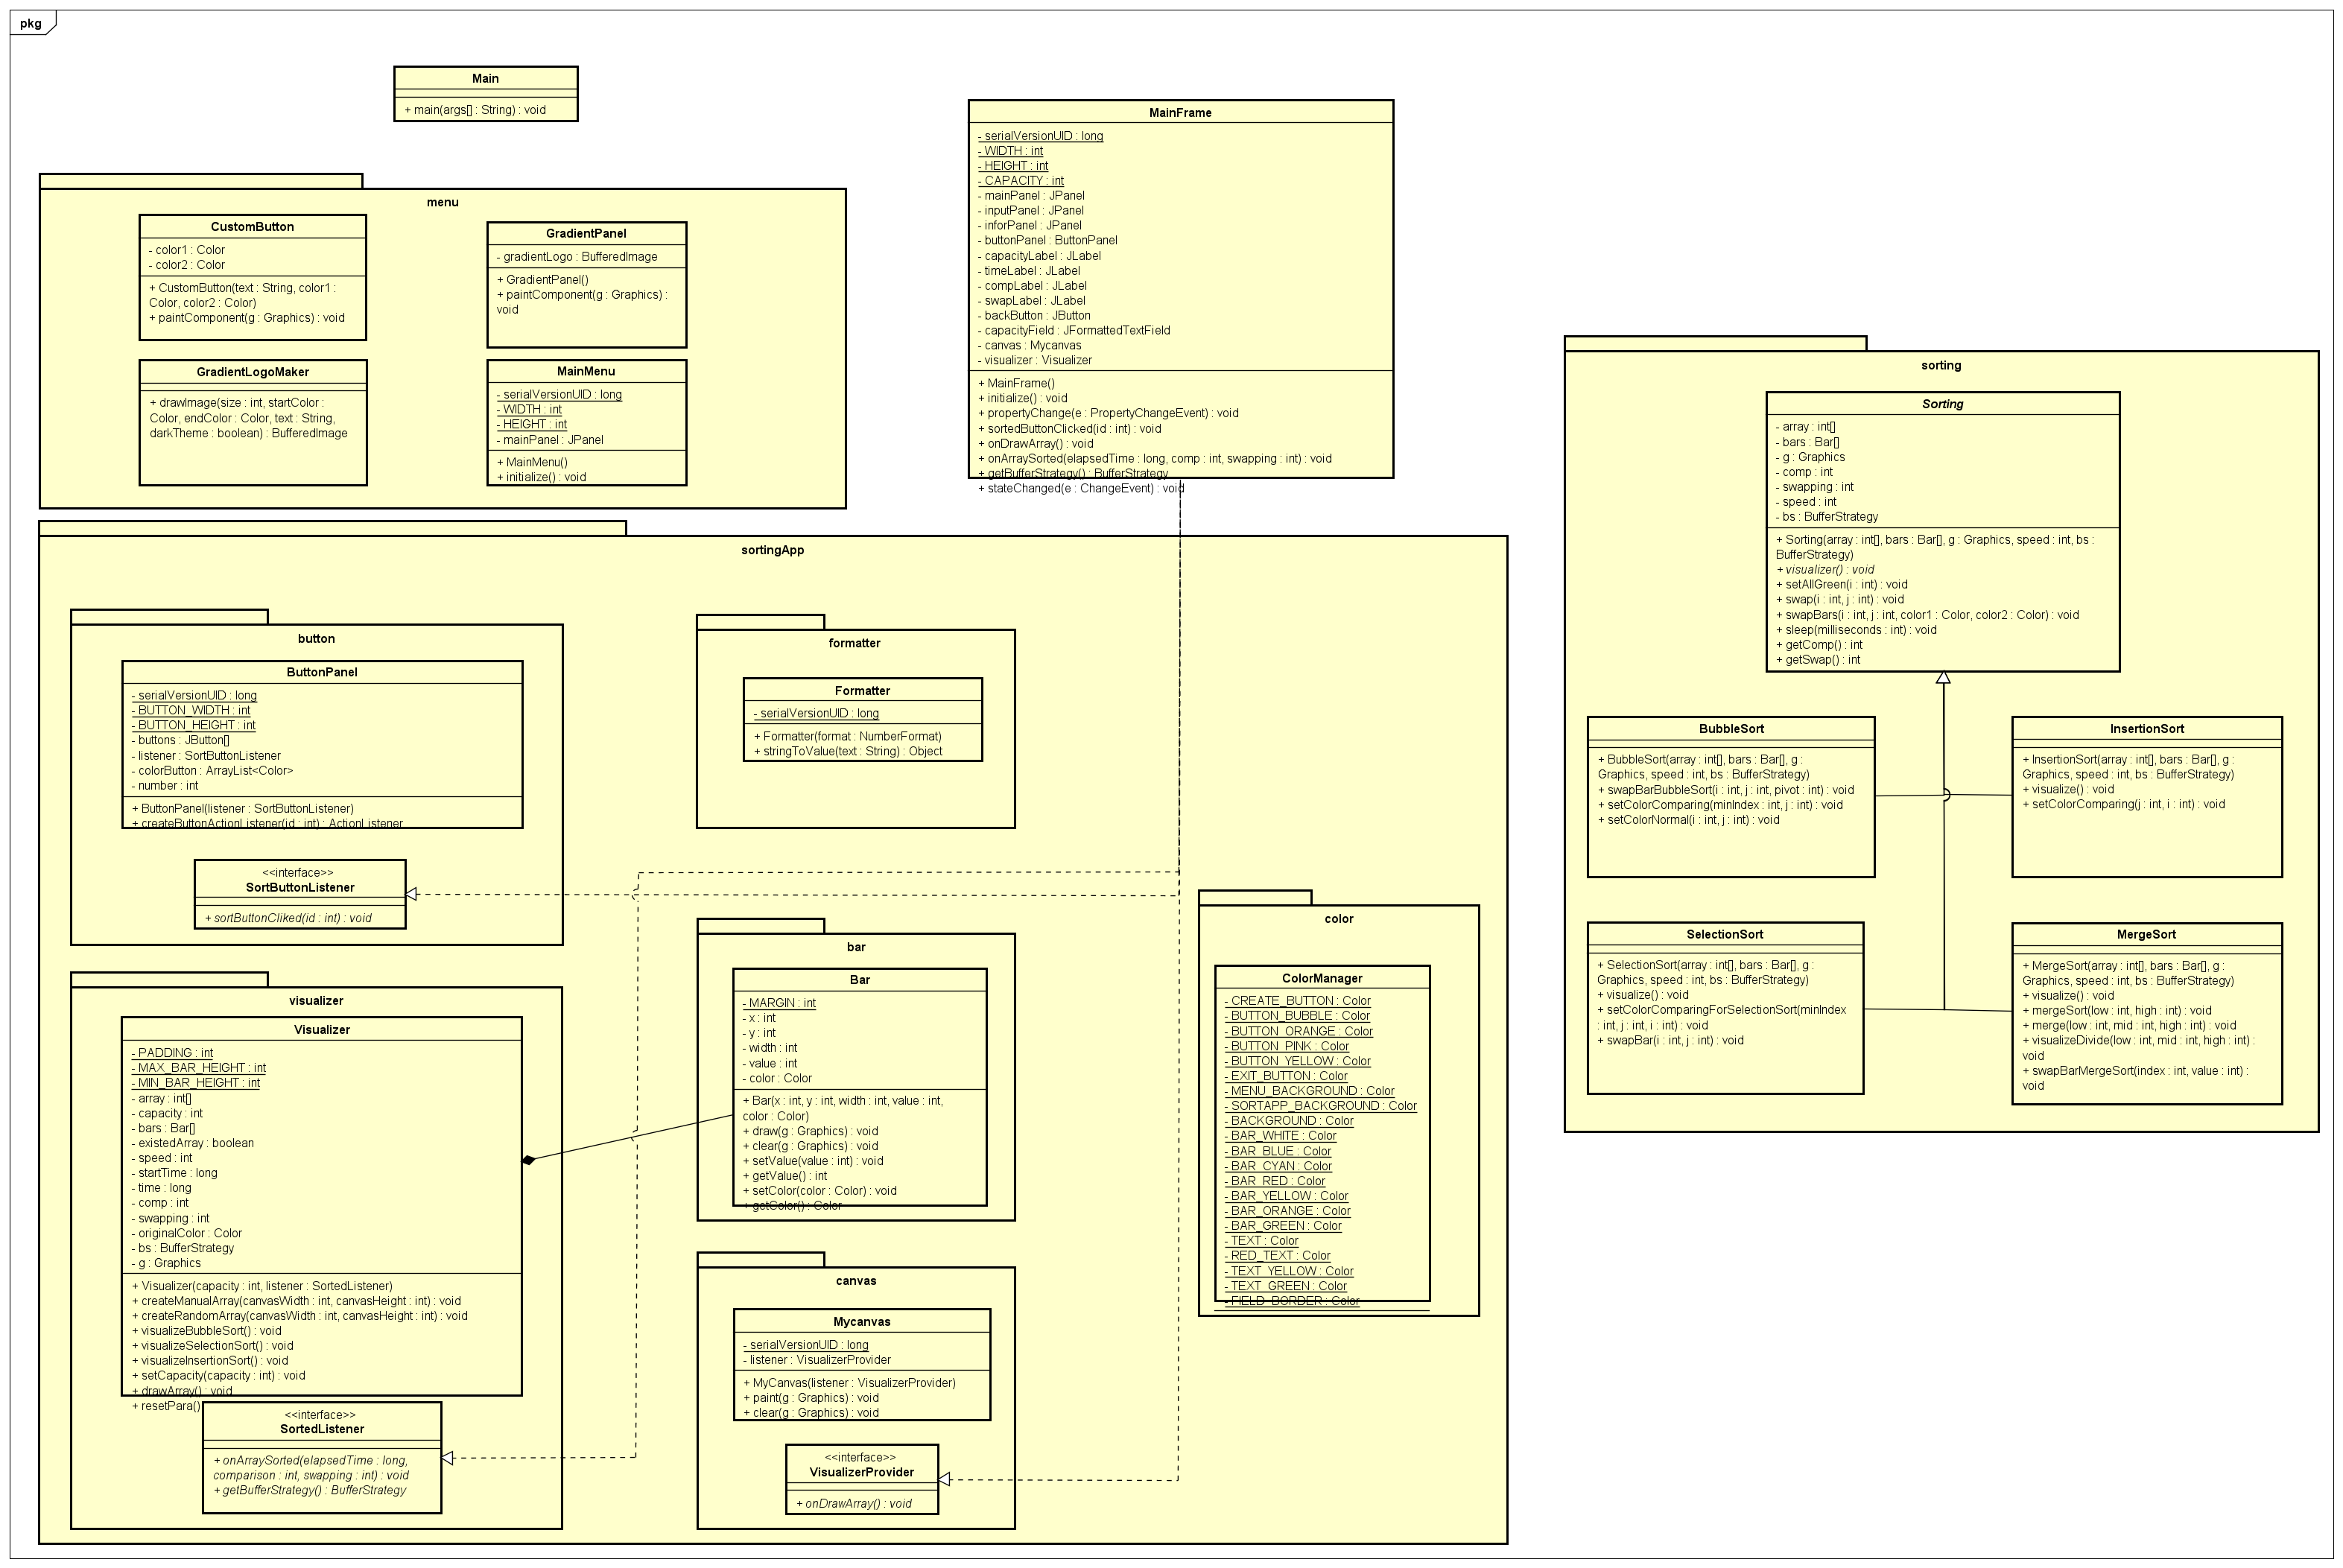 pkg
Main
+ main(args[] : String) : void
menu
CustomButton
- color1 : Color
- color2 : Color
+ CustomButton(text : String, color1 :
Color, color2 : Color)
+ paintComponent(g : Graphics) : void
GradientPanel
- gradientLogo : BufferedImage
+ GradientPanel()
+ paintComponent(g : Graphics) :
void
GradientLogoMaker
+ drawImage(size : int, startColor :
Color, endColor : Color, text : String,
darkTheme : boolean) : BufferedImage
MainMenu
- serialVersionUID : long
- WIDTH : int
- HEIGHT : int
- mainPanel : JPanel
+ MainMenu()
+ initialize() : void
MainFrame
- serialVersionUID : long
- WIDTH : int
- HEIGHT : int
- CAPACITY : int
- mainPanel : JPanel
- inputPanel : JPanel
- inforPanel : JPanel
- buttonPanel : ButtonPanel
- capacityLabel : JLabel
- timeLabel : JLabel
- compLabel : JLabel
- swapLabel : JLabel
- backButton : JButton
- capacityField : JFormattedTextField
- canvas : Mycanvas
- visualizer : Visualizer
+ MainFrame()
+ initialize() : void
+ propertyChange(e : PropertyChangeEvent) : void
+ sortedButtonClicked(id : int) : void
+ onDrawArray() : void
+ onArraySorted(elapsedTime : long, comp : int, swapping : int) : void
+ getBufferStrategy() : BufferStrategy
+ stateChanged(e : ChangeEvent) : void
sortingApp
button
ButtonPanel
- serialVersionUID : long
- BUTTON_WIDTH : int
- BUTTON_HEIGHT : int
- buttons : JButton[]
- listener : SortButtonListener
- colorButton : ArrayList<Color>
- number : int
+ ButtonPanel(listener : SortButtonListener)
+ createButtonActionListener(id : int) : ActionListener
<<interface>>
SortButtonListener
+ sortButtonCliked(id : int) : void
formatter
Formatter
- serialVersionUID : long
+ Formatter(format : NumberFormat)
+ stringToValue(text : String) : Object
visualizer
Visualizer
- PADDING : int
- MAX_BAR_HEIGHT : int
- MIN_BAR_HEIGHT : int
- array : int[]
- capacity : int
- bars : Bar[]
- existedArray : boolean
- speed : int
- startTime : long
- time : long
- comp : int
- swapping : int
- originalColor : Color
- bs : BufferStrategy
- g : Graphics
+ Visualizer(capacity : int, listener : SortedListener)
+ createManualArray(canvasWidth : int, canvasHeight : int) : void
+ createRandomArray(canvasWidth : int, canvasHeight : int) : void
+ visualizeBubbleSort() : void
+ visualizeSelectionSort() : void
+ visualizeInsertionSort() : void
+ setCapacity(capacity : int) : void
+ drawArray() : void
+ resetPara()
<<interface>>
SortedListener
+ onArraySorted(elapsedTime : long,
comparison : int, swapping : int) : void
+ getBufferStrategy() : BufferStrategy
bar
Bar
- MARGIN : int
- x : int
- y : int
- width : int
- value : int
- color : Color
+ Bar(x : int, y : int, width : int, value : int,
color : Color)
+ draw(g : Graphics) : void
+ clear(g : Graphics) : void
+ setValue(value : int) : void
+ getValue() : int
+ setColor(color : Color) : void
+ getColor() : Color
canvas
Mycanvas
- serialVersionUID : long
- listener : VisualizerProvider
+ MyCanvas(listener : VisualizerProvider)
+ paint(g : Graphics) : void
+ clear(g : Graphics) : void
<<interface>>
VisualizerProvider
+ onDrawArray() : void
color
ColorManager
- CREATE_BUTTON : Color
- BUTTON_BUBBLE : Color
- BUTTON_ORANGE : Color
- BUTTON_PINK : Color
- BUTTON_YELLOW : Color
- EXIT_BUTTON : Color
- MENU_BACKGROUND : Color
- SORTAPP_BACKGROUND : Color
- BACKGROUND : Color
- BAR_WHITE : Color
- BAR_BLUE : Color
- BAR_CYAN : Color
- BAR_RED : Color
- BAR_YELLOW : Color
- BAR_ORANGE : Color
- BAR_GREEN : Color
- TEXT : Color
- RED_TEXT : Color
- TEXT_YELLOW : Color
- TEXT_GREEN : Color
- FIELD_BORDER : Color
sorting
Sorting
- array : int[]
- bars : Bar[]
- g : Graphics
- comp : int
- swapping : int
- speed : int
- bs : BufferStrategy
+ Sorting(array : int[], bars : Bar[], g : Graphics, speed : int, bs :
BufferStrategy)
+ visualizer() : void
+ setAllGreen(i : int) : void
+ swap(i : int, j : int) : void
+ swapBars(i : int, j : int, color1 : Color, color2 : Color) : void
+ sleep(milliseconds : int) : void
+ getComp() : int
+ getSwap() : int
BubbleSort
+ BubbleSort(array : int[], bars : Bar[], g :
Graphics, speed : int, bs : BufferStrategy)
+ swapBarBubbleSort(i : int, j : int, pivot : int) : void
+ setColorComparing(minIndex : int, j : int) : void
+ setColorNormal(i : int, j : int) : void
InsertionSort
+ InsertionSort(array : int[], bars : Bar[], g :
Graphics, speed : int, bs : BufferStrategy)
+ visualize() : void
+ setColorComparing(j : int, i : int) : void
SelectionSort
+ SelectionSort(array : int[], bars : Bar[], g :
Graphics, speed : int, bs : BufferStrategy)
+ visualize() : void
+ setColorComparingForSelectionSort(minIndex
: int, j : int, i : int) : void
+ swapBar(i : int, j : int) : void
MergeSort
+ MergeSort(array : int[], bars : Bar[], g :
Graphics, speed : int, bs : BufferStrategy)
+ visualize() : void
+ mergeSort(low : int, high : int) : void
+ merge(low : int, mid : int, high : int) : void
+ visualizeDivide(low : int, mid : int, high : int) :
void
+ swapBarMergeSort(index : int, value : int) :
void